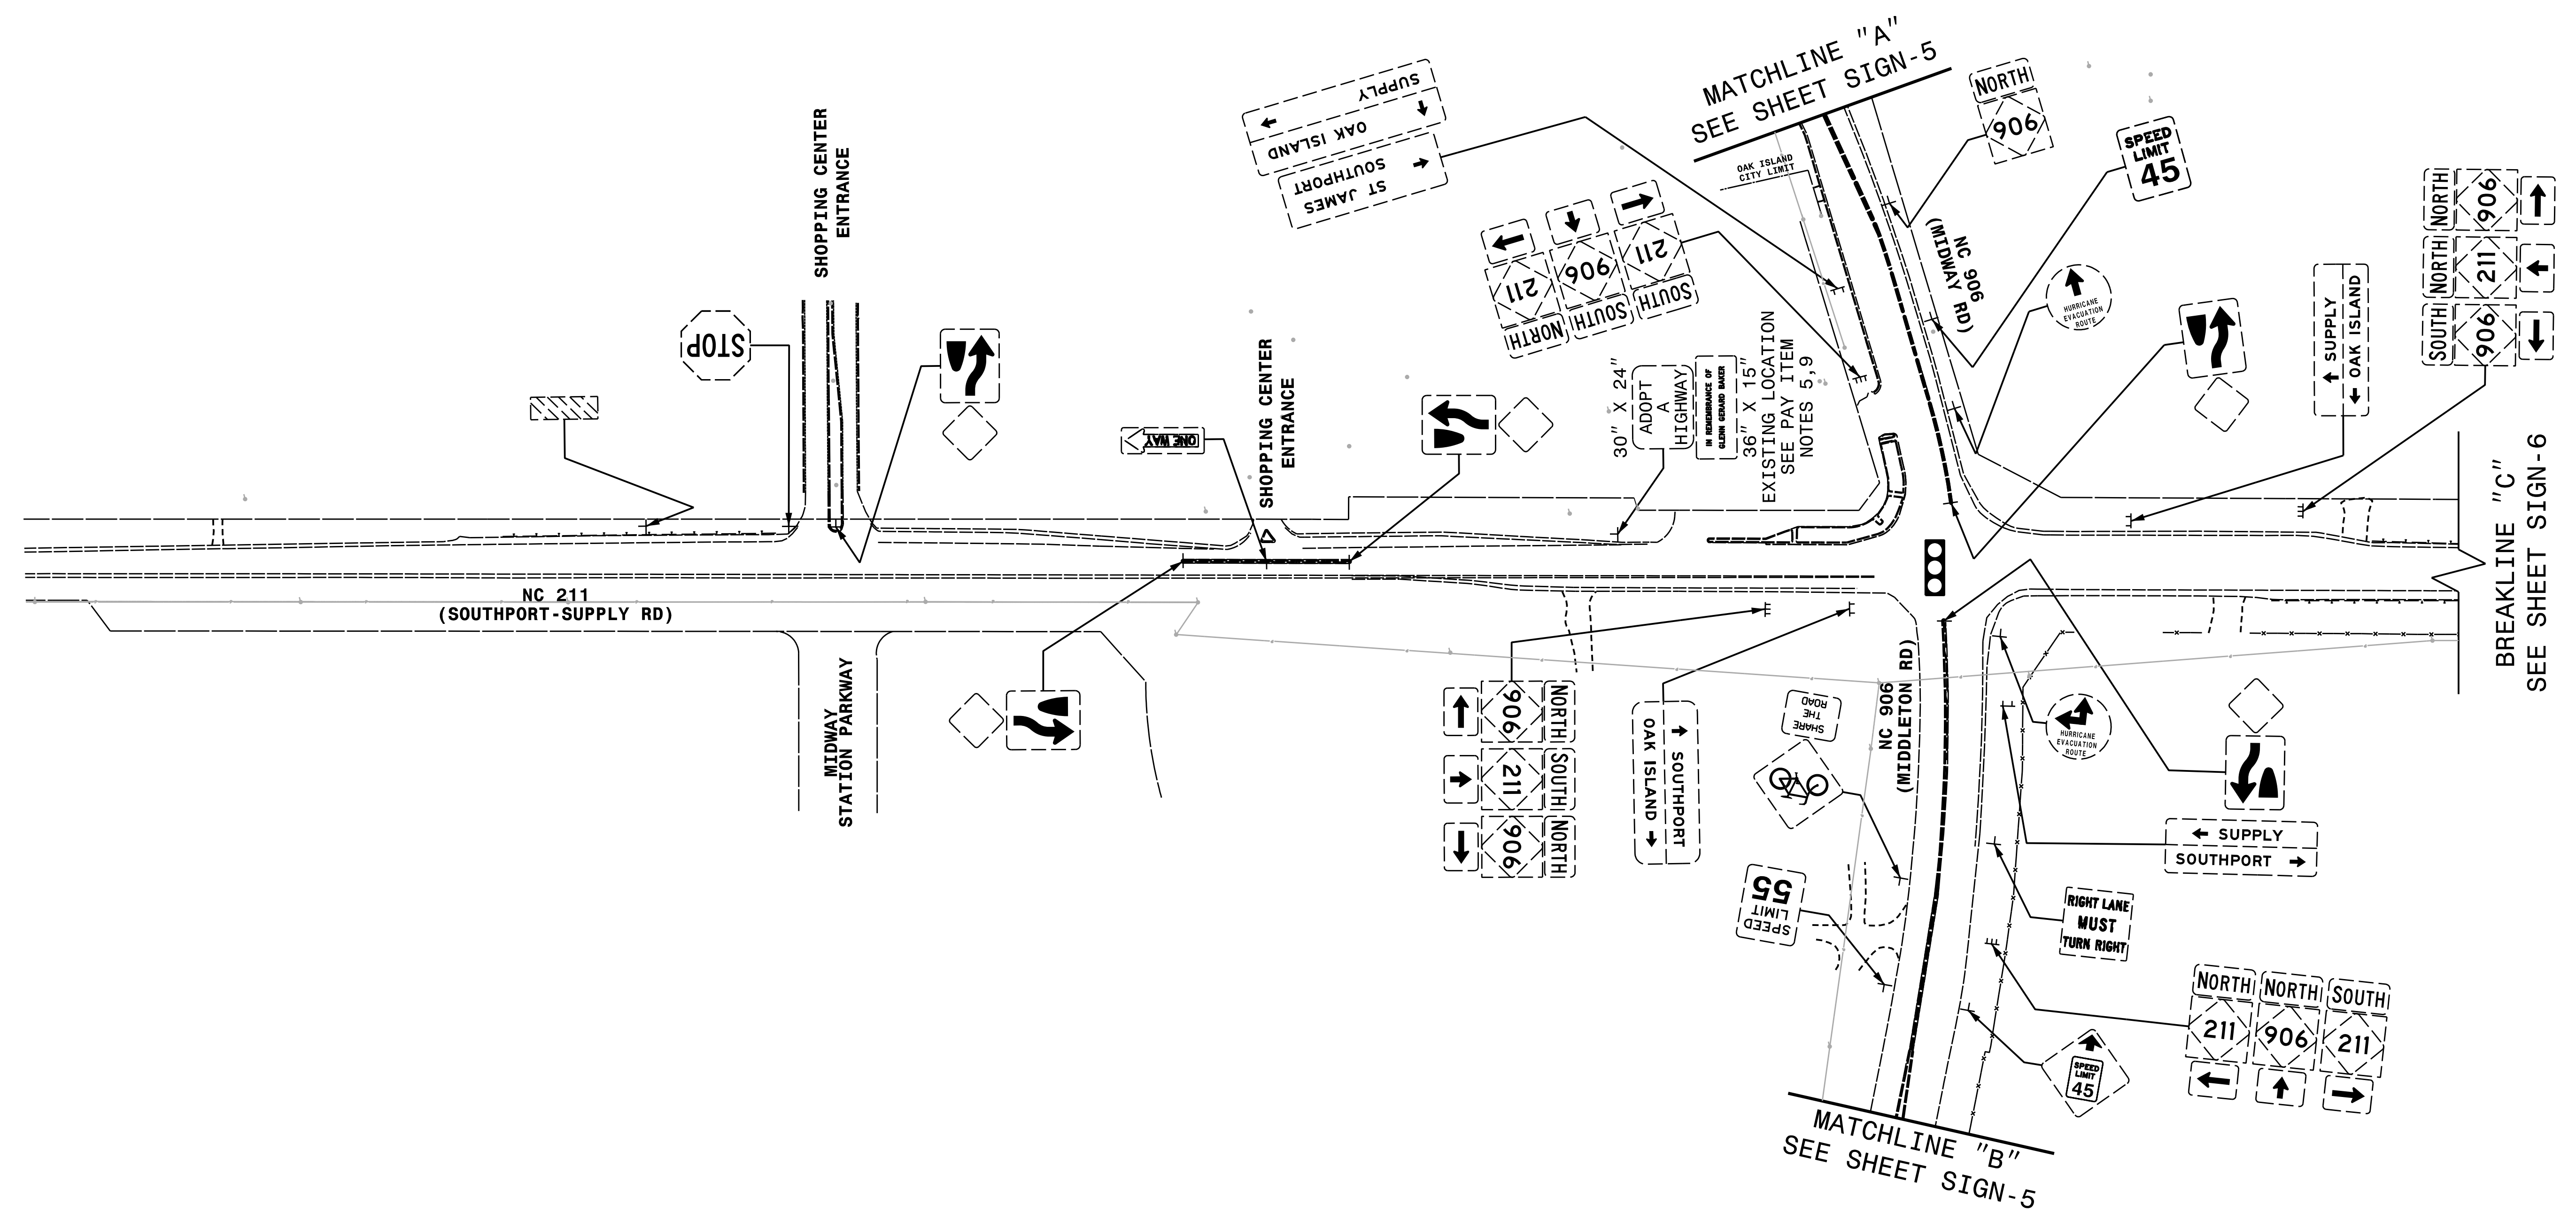 MATCHLINE "A"
SEE SHEET SIGN-5
SUPPLY
OAK ISLAND
ST JAMES
SOUTHPORT
OAK ISLAND
CITY LIMIT
NORTH
906
SPEED
LIMIT
45
NC 906
(MIDWAY RD)
HURRICANE
EVACUATION
ROUTE
211
906
211
NORTH
SOUTH
SOUTH
SHOPPING CENTER
ENTRANCE
STOP
ONE WAY
SHOPPING CENTER
ENTRANCE
30" X 24"
ADOPT
A
HIGHWAY
IN REMEMBRANCE OF
GLENN GERARD BAKER
36" X 15"
EXISTING LOCATION
SEE PAY ITEM
NOTES 5,9
SUPPLY
OAK ISLAND
NORTH
906
NORTH
211
SOUTH
906
BREAKLINE "C"
SEE SHEET SIGN-6
NC 211
(SOUTHPORT-SUPPLY RD)
MIDWAY
STATION PARKWAY
906
NORTH
211
SOUTH
906
NORTH
OAK ISLAND
SOUTHPORT
SHARE
THE
ROAD
NC 906
(MIDDLETON RD)
HURRICANE
EVACUATION
ROUTE
SUPPLY
SOUTHPORT
SPEED
LIMIT
55
RIGHT LANE
MUST
TURN RIGHT
NORTH
NORTH
SOUTH
211
906
211
SPEED
LIMIT
45
MATCHLINE "B"
SEE SHEET SIGN-5